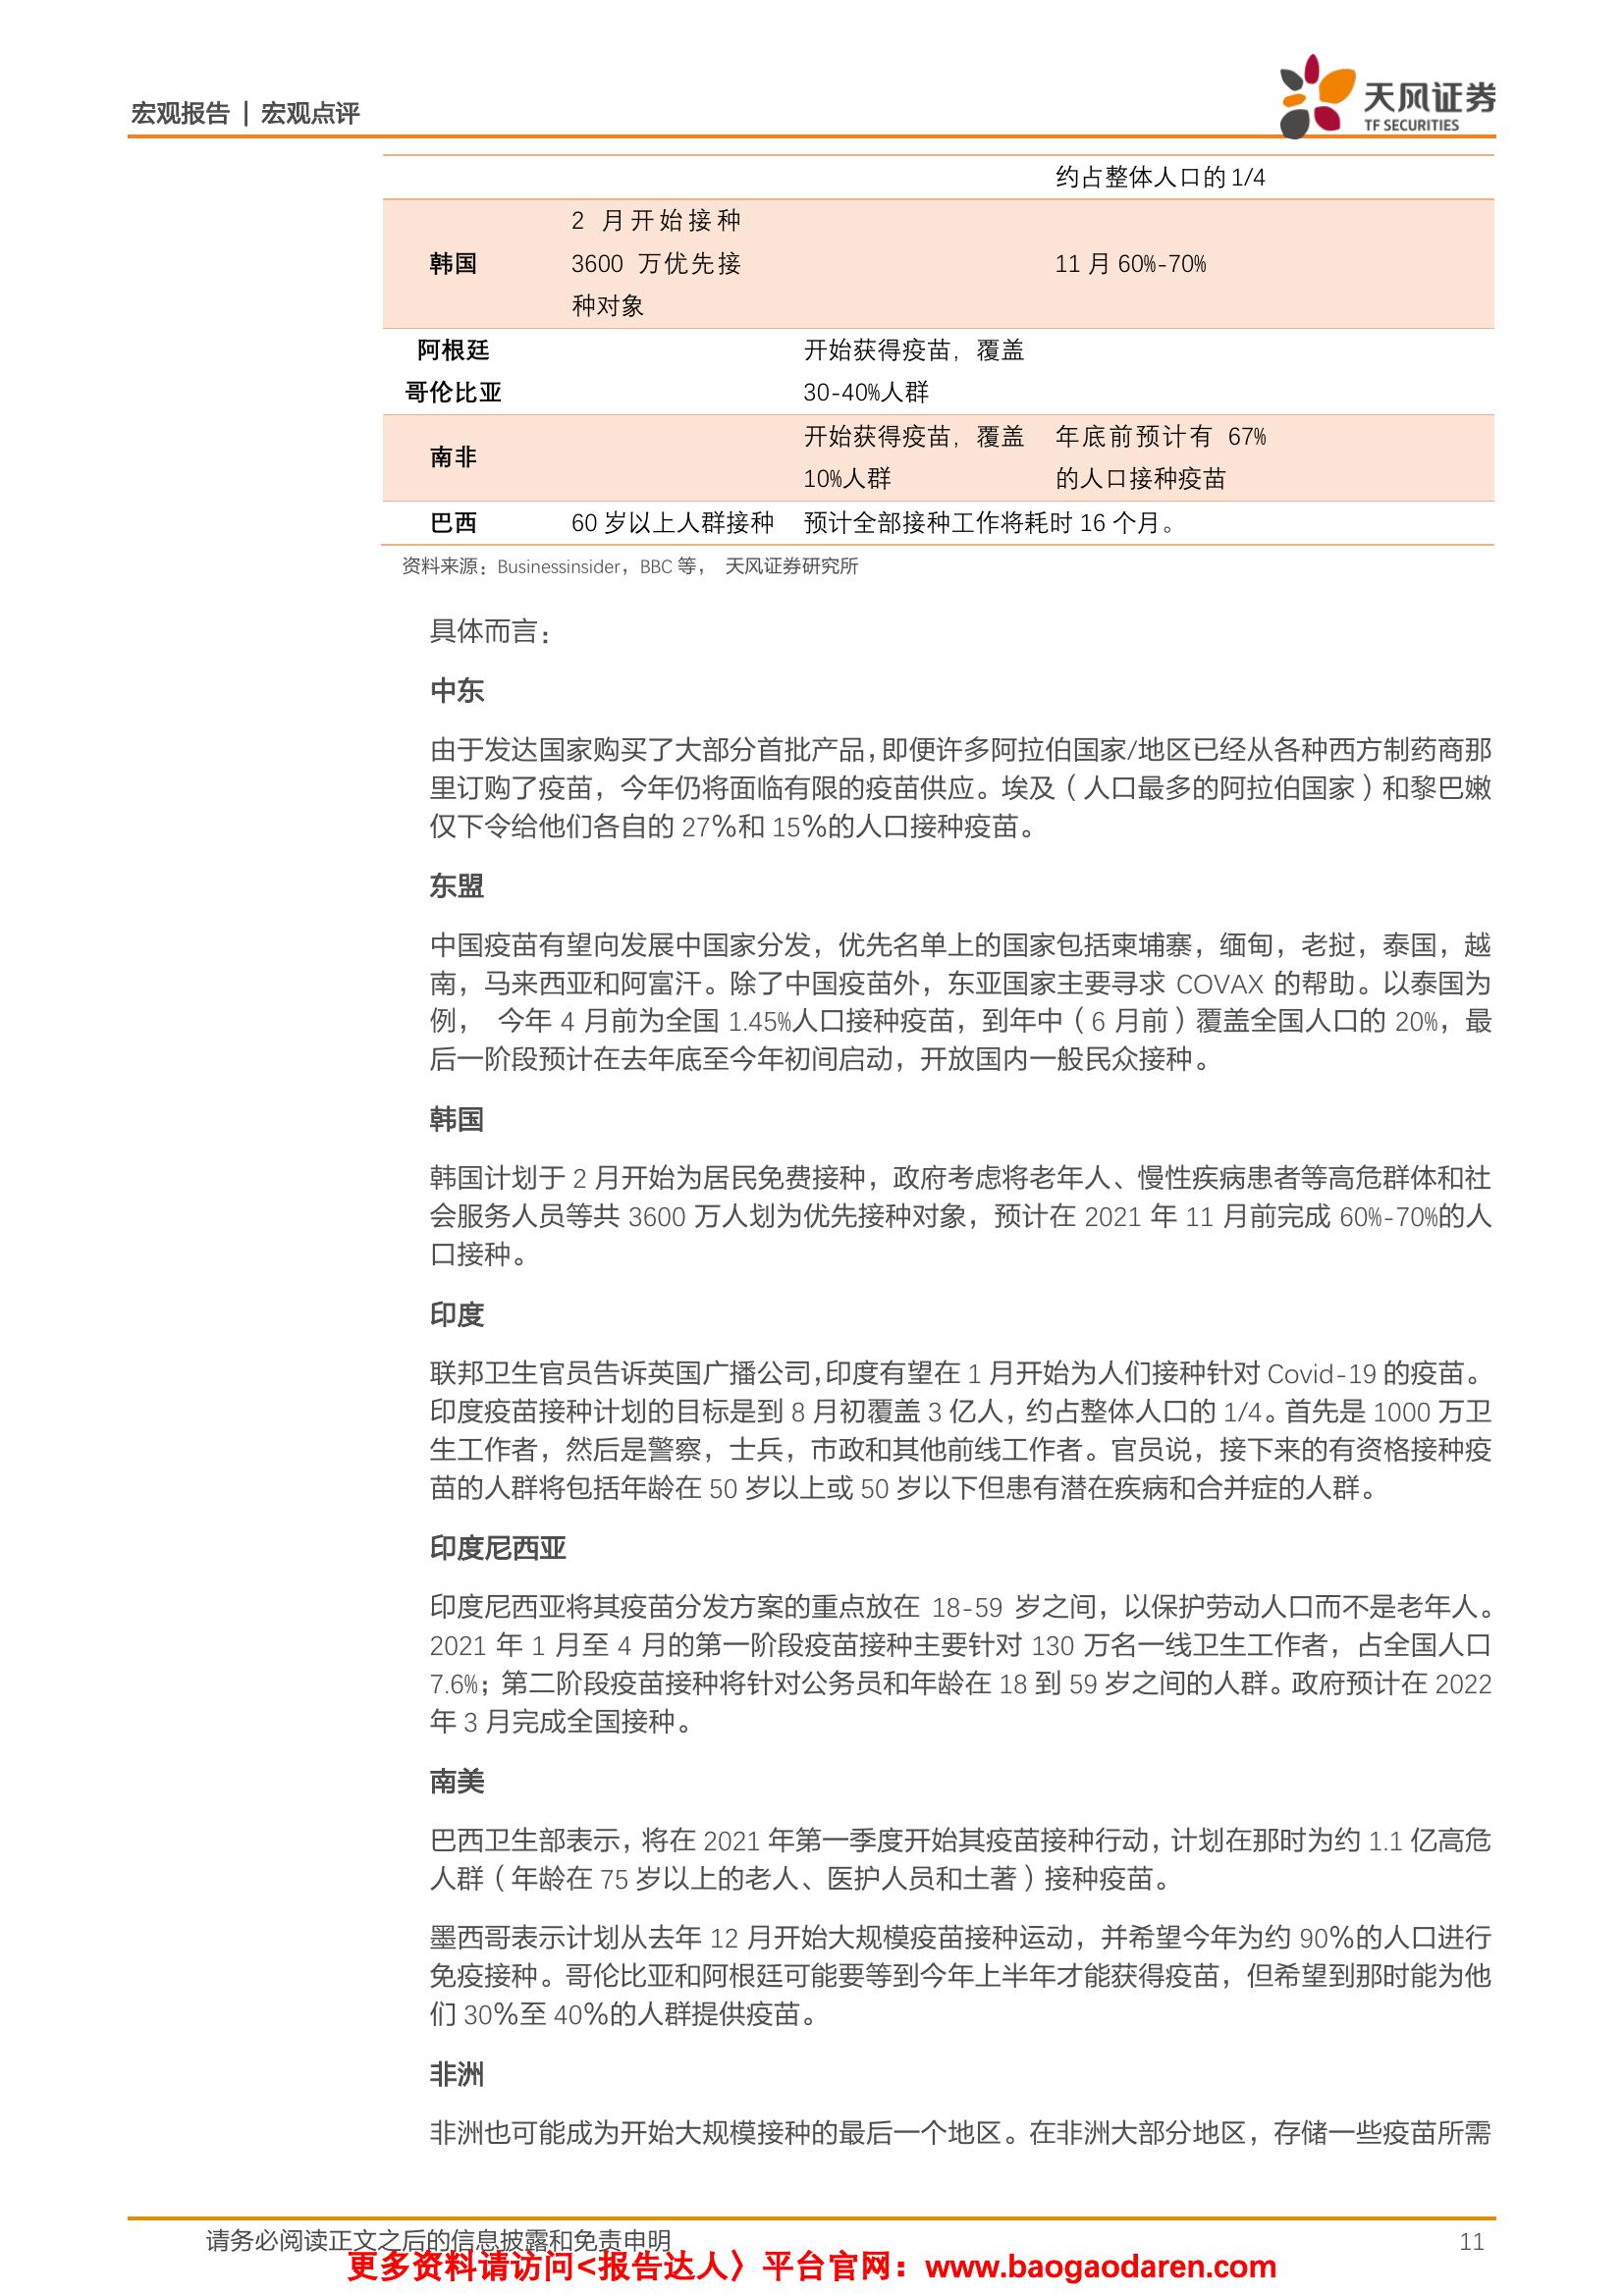 宏观报告 | 宏观点评
天风证券
TF SECURITIES
约占整体人口的 1/4
韩国
2 月开始接种
3600 万优先接
种对象
11 月 60%-70%
阿根廷
哥伦比亚
开始获得疫苗，覆盖
30-40%人群
南非
开始获得疫苗，覆盖
10%人群
年底前预计有 67%
的人口接种疫苗
巴西
60 岁以上人群接种
预计全部接种工作将耗时 16 个月。
资料来源：Businessinsider，BBC 等， 天风证券研究所
具体而言：
中东
由于发达国家购买了大部分首批产品，即便许多阿拉伯国家/地区已经从各种西方制药商那
里订购了疫苗，今年仍将面临有限的疫苗供应。埃及（人口最多的阿拉伯国家）和黎巴嫩
仅下令给他们各自的 27％和 15％的人口接种疫苗。
东盟
中国疫苗有望向发展中国家分发，优先名单上的国家包括柬埔寨，缅甸，老挝，泰国，越
南，马来西亚和阿富汗。除了中国疫苗外，东亚国家主要寻求 COVAX 的帮助。以泰国为
例， 今年 4 月前为全国 1.45%人口接种疫苗，到年中（6 月前）覆盖全国人口的 20%，最
后一阶段预计在去年底至今年初间启动，开放国内一般民众接种。
韩国
韩国计划于 2 月开始为居民免费接种，政府考虑将老年人、慢性疾病患者等高危群体和社
会服务人员等共 3600 万人划为优先接种对象，预计在 2021 年 11 月前完成 60%-70%的人
口接种。
印度
联邦卫生官员告诉英国广播公司，印度有望在 1 月开始为人们接种针对 Covid-19 的疫苗。
印度疫苗接种计划的目标是到 8 月初覆盖 3 亿人，约占整体人口的 1/4。首先是 1000 万卫
生工作者，然后是警察，士兵，市政和其他前线工作者。官员说，接下来的有资格接种疫
苗的人群将包括年龄在 50 岁以上或 50 岁以下但患有潜在疾病和合并症的人群。
印度尼西亚
印度尼西亚将其疫苗分发方案的重点放在 18-59 岁之间，以保护劳动人口而不是老年人。
2021 年 1 月至 4 月的第一阶段疫苗接种主要针对 130 万名一线卫生工作者，占全国人口
7.6%；第二阶段疫苗接种将针对公务员和年龄在 18 到 59 岁之间的人群。政府预计在 2022
年 3 月完成全国接种。
南美
巴西卫生部表示，将在 2021 年第一季度开始其疫苗接种行动，计划在那时为约 1.1 亿高危
人群（年龄在 75 岁以上的老人、医护人员和土著）接种疫苗。
墨西哥表示计划从去年 12 月开始大规模疫苗接种运动，并希望今年为约 90％的人口进行
免疫接种。哥伦比亚和阿根廷可能要等到今年上半年才能获得疫苗，但希望到那时能为他
们 30％至 40％的人群提供疫苗。
非洲
非洲也可能成为开始大规模接种的最后一个地区。在非洲大部分地区，存储一些疫苗所需
请务必阅读正文之后的信息披露和免责申明
11
更多资料请访问<报告达人〉平台官网：www.baogaodaren.com